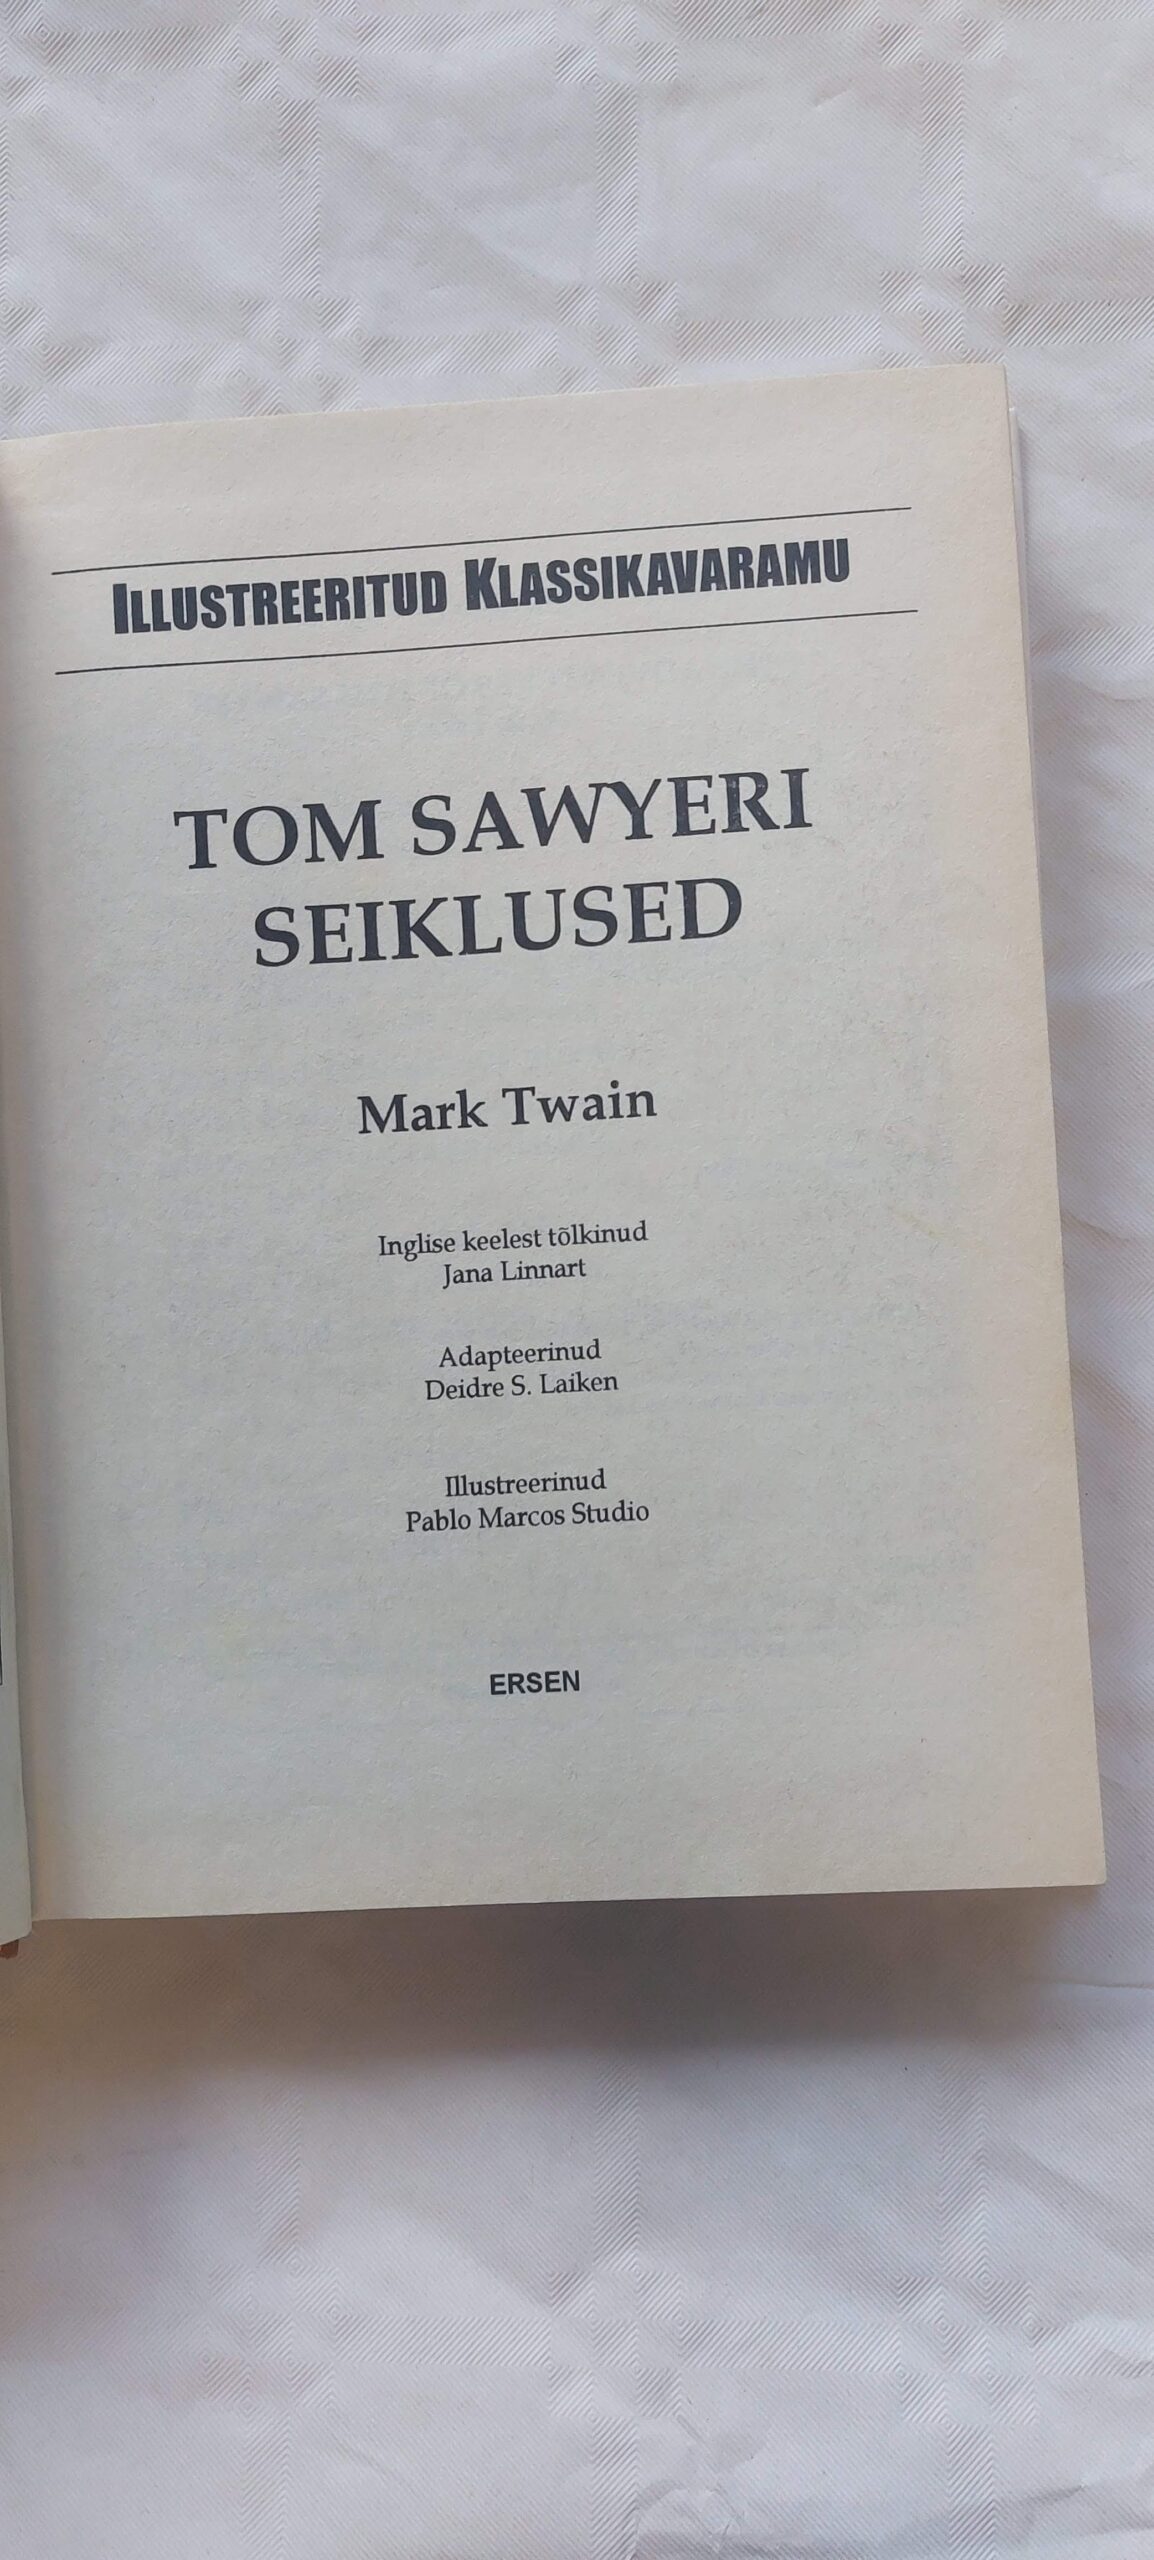 ILLUSTREERITUD KLASSIKAVARAMU
TOM SAWYERI
SEIKLUSED
Mark Twain
Inglise keelest tõlkinud
Jana Linnart
Adapteerinud
Deidre S. Laiken
Illustreerinud
Pablo Marcos Studio
ERSEN